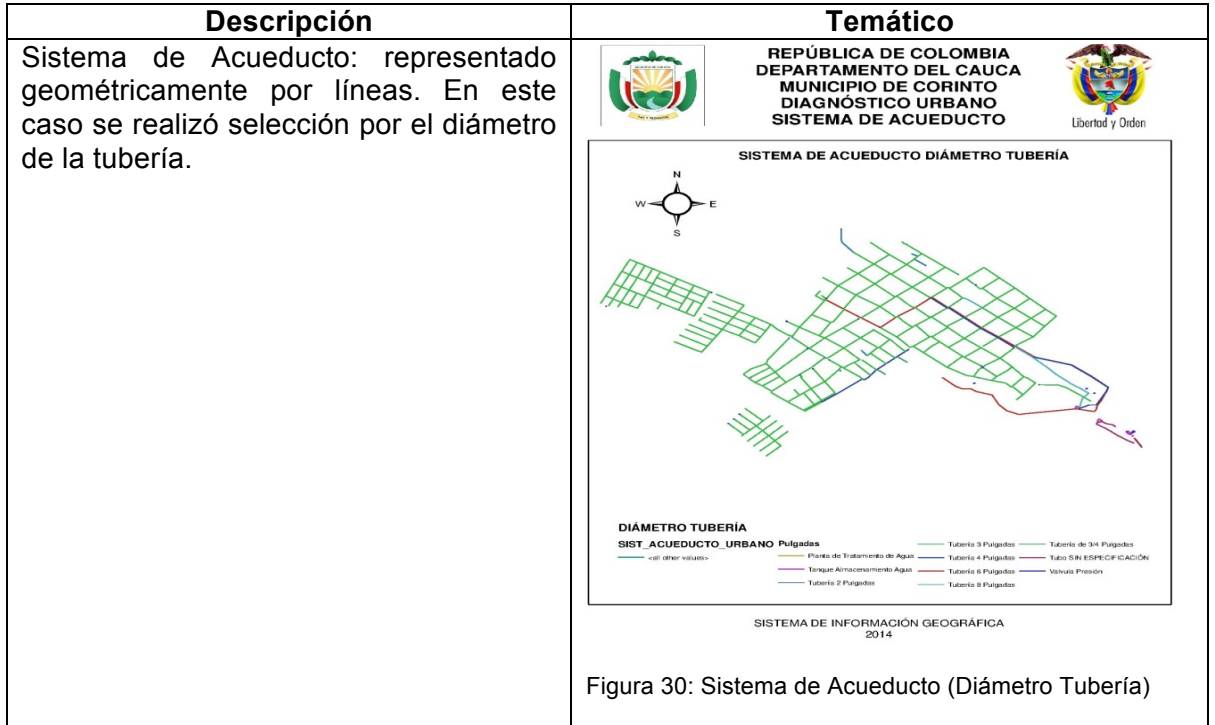 Descripción
Temático
Sistema de Acueducto: representado
geométricamente por líneas. En este
caso se realizó selección por el diámetro
de la tubería.
REPÚBLICA DE COLOMBIA
DEPARTAMENTO DEL CAUCA
MUNICIPIO DE CORINTO
DIAGNÓSTICO URBANO
SISTEMA DE ACUEDUCTO
Libertad y Orden
SISTEMA DE ACUEDUCTO DIÁMETRO TUBERÍA
N
W E
S
DIÁMETRO TUBERÍA
SIST_ACUEDUCTO_URBANO Pulgadas
<all other values>
Planta de Tratamiento de Agua
Tanque Almacenamiento Agua
Tubería 2 Pulgadas
Tubería 3 Pulgadas
Tubería 4 Pulgadas
Tubería 6 Pulgadas
Tubería 8 Pulgadas
Tubería de 3/4 Pulgadas
Tubo SIN ESPECIFICACIÓN
Valvula Presión
SISTEMA DE INFORMACIÓN GEOGRÁFICA
2014
Figura 30: Sistema de Acueducto (Diámetro Tubería)